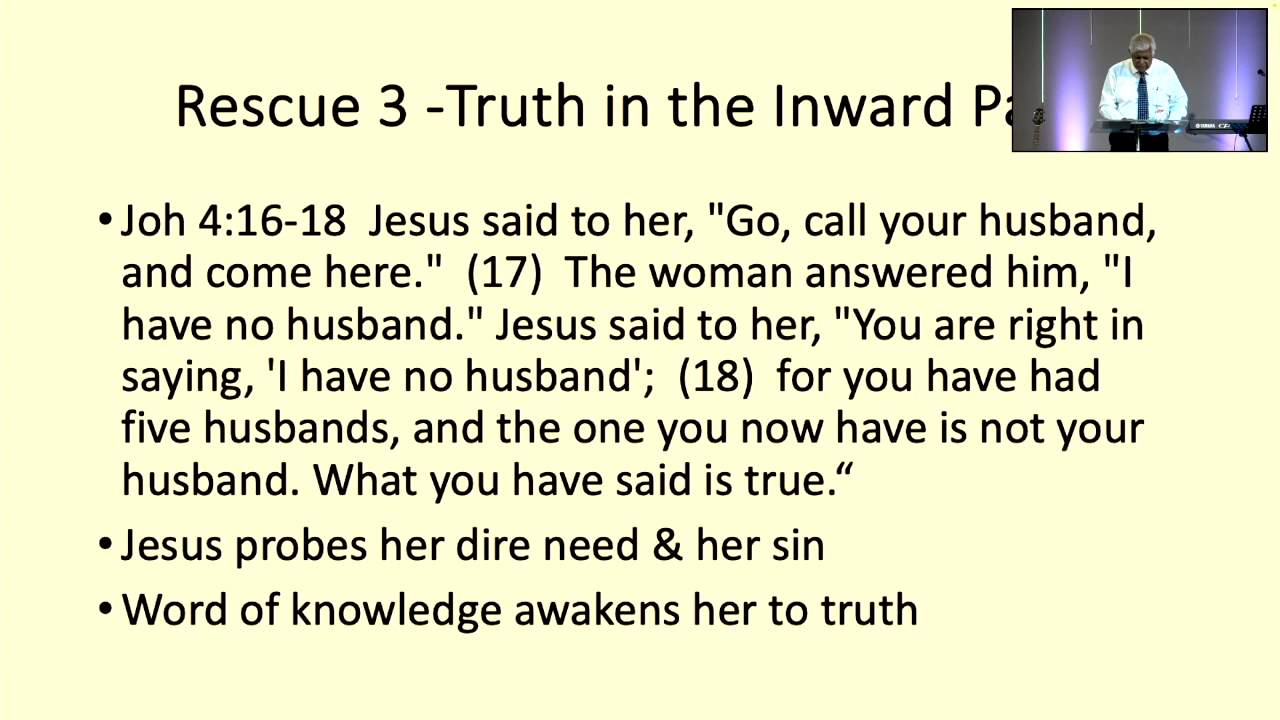 Rescue 3 -Truth in the Inward
• Joh 4:16-18  Jesus said to her, "Go, call your husband,
and come here."  (17)  The woman answered him, "I
have no husband." Jesus said to her, "You are right in
saying, 'I have no husband';  (18)  for you have had
five husbands, and the one you now have is not your
husband. What you have said is true.“
• Jesus probes her dire need & her sin
• Word of knowledge awakens her to truth
YAMAHA